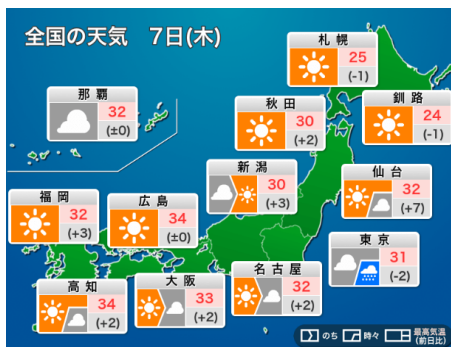 全国の天気　7日(木)
札幌
25
(-1)
那覇
32
(±0)
秋田
30
(+2)
釧路
24
(-1)
新潟
30
(+3)
仙台
32
(+7)
福岡
32
(+3)
広島
34
(±0)
東京
31
(-2)
高知
34
(+2)
大阪
33
(+2)
名古屋
32
(+2)
のち 時々 最高気温
(前日比)